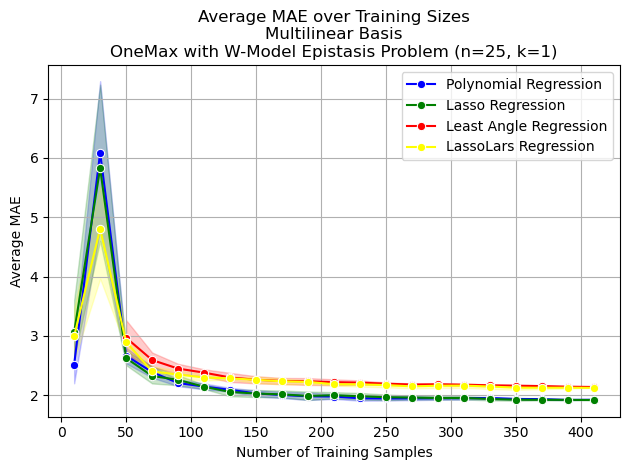 Average MAE over Training Sizes
Multilinear Basis
OneMax with W-Model Epistasis Problem (n=25, k=1)
Polynomial Regression
Lasso Regression
Least Angle Regression
LassoLars Regression
Average MAE
7
6
5
4
3
2
0 50 100 150 200 250 300 350 400
Number of Training Samples